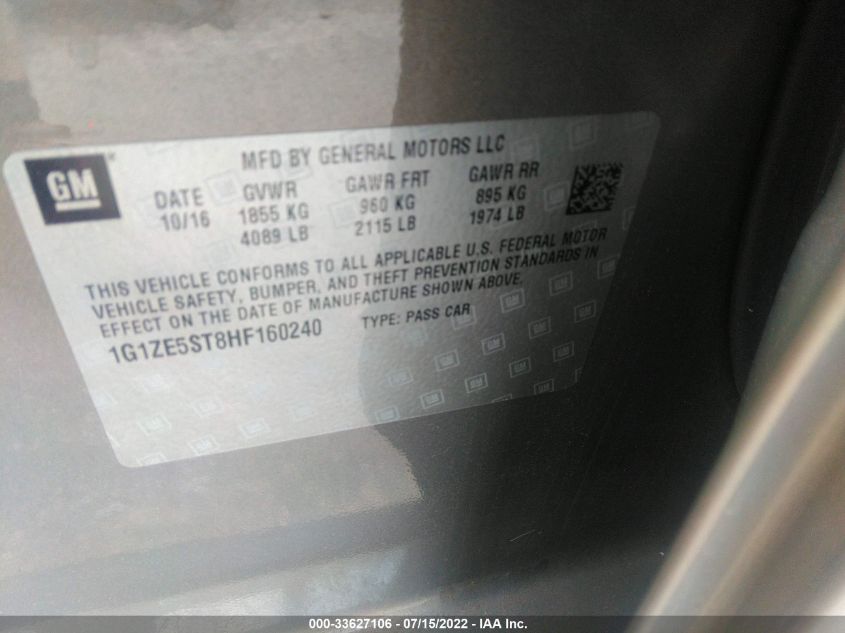 GM
MFD BY GENERAL MOTORS LLC
DATE GVWR GAWR FRT GAWR RR
10/16 1855 KG 960 KG 895 KG
4089 LB 2115 LB 1974 LB
THIS VEHICLE CONFORMS TO ALL APPLICABLE U.S. FEDERAL MOTOR
VEHICLE SAFETY, BUMPER, AND THEFT PREVENTION STANDARDS IN
EFFECT ON THE DATE OF MANUFACTURE SHOWN ABOVE.
1G1ZE5ST8HF160240 TYPE: PASS CAR
000-33627106 - 07/15/2022 - IAA Inc.